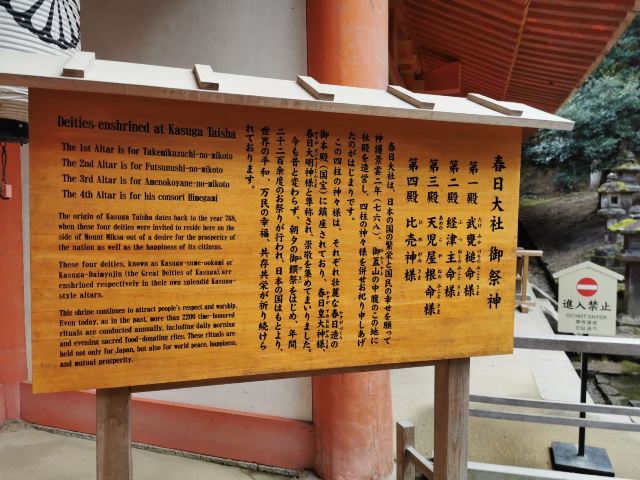 Deities-enshrined at Kasuga Taisha
The 1st Altar is for Takemikazuchi-no-mikoto
The 2nd Altar is for Futsunushi-no-mikoto
The 3rd Altar is for Amenokoyane-no-mikoto
The 4th Altar is for his consort Himegami
The origin of Kasuga Taisha dates back to the year 768,
when these four deities were invited to reside here on the
side of Mount Mikasa out of a desire for the prosperity of
the nation as well as the happiness of its citizens.
These four deities, known as Kasuga-sume-ookami or
Kasuga-Daimyojin (the Great Deities of Kasuga), are
enshrined respectively in their own splendid Kasuga-
style altars.
This shrine continues to attract people's respect and worship.
Even today, as in the past, more than 2200 time-honored
rituals are conducted annually, including daily morning
and evening sacred food-donating rites. These rituals are
held not only for Japan, but also for world peace, happiness,
and mutual prosperity.
春日大社 御祭神
第一殿 武甕槌命様
第二殿 経津主命様
第三殿 天児屋根命様
第四殿 比売神様
春日大社は、日本の国の繁栄と国民の幸せを願って
神護景雲二年(七六八) 御蓋山の中腹のこの地に
社殿を造営し、四柱の神々様を併せお祀り申しあげ
たのがはじまりです。
この四柱の神々様は、それぞれ壮麗な春日造の
御本殿(国宝)に鎮座されており、春日皇大神様、
春日大明神様と尊称され、崇敬を集めてまいりました。
今も昔と変わらず、朝夕の御饌祭をはじめ、年間
二千二百余度のお祭りが行われ、日本の国はもとより、
世界の平和 万民の幸福、共存共栄が祈り続けら
れております。
進入禁止
DO NOT ENTER